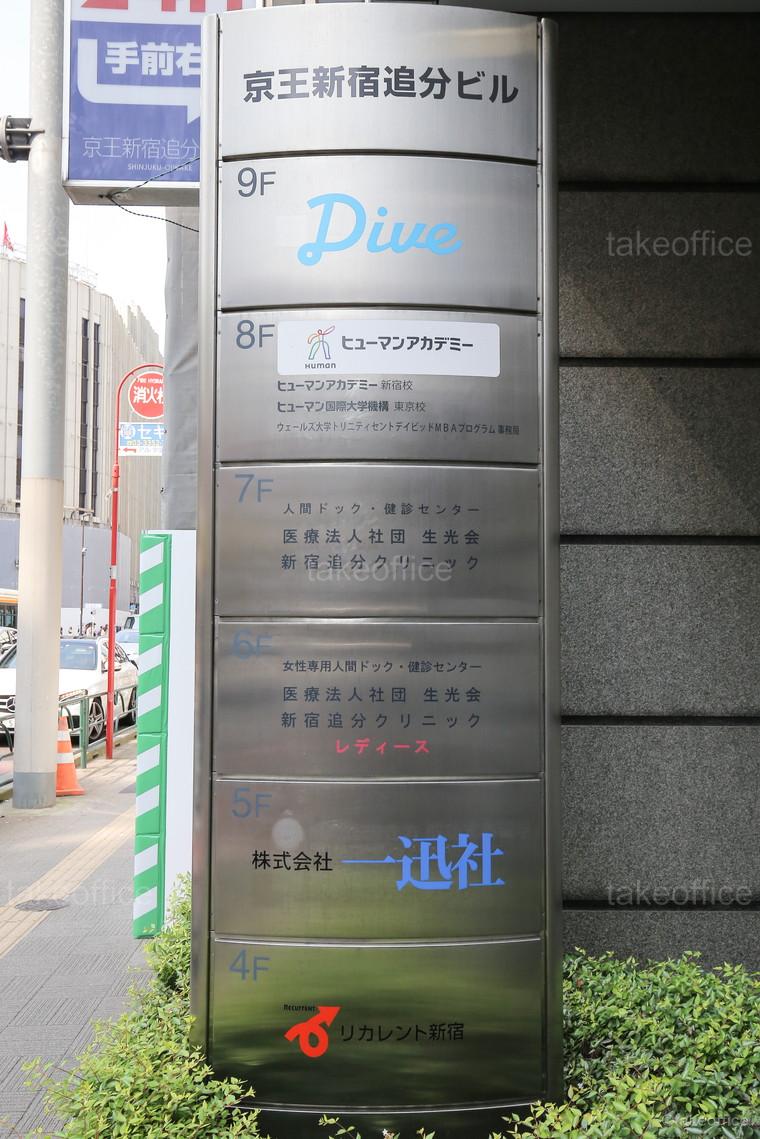 手前右
京王新宿追分
京王新宿追分ビル
9F
Dive
8F
Human
ヒューマンアカデミー
ヒューマンアカデミー 新宿校
ヒューマン国際大学機構 東京校
ウェールズ大学トリニティセントデイビッドMBAプログラム 事務局
7F
人間ドック・健診センター
医療法人社団 生光会
新宿追分クリニック
6F
女性専用人間ドック・健診センター
医療法人社団 生光会
新宿追分クリニック
レディース
5F
株式会社 一迅社
4F
RECURRENT
リカレント新宿
消火
セキ
takeoffice
takeoffice
takeoffice
takeoffice
takeoffice